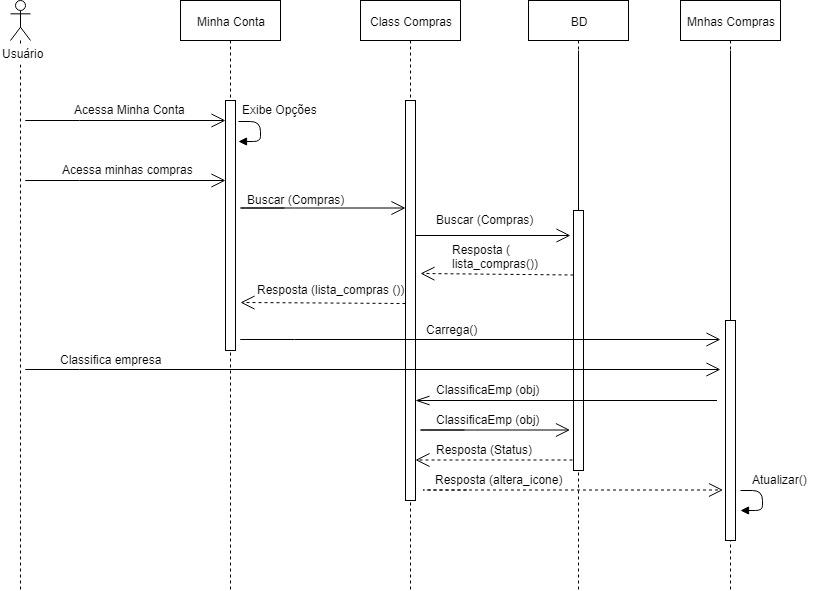 Minha Conta
Class Compras
BD
Mnhas Compras
Usuário
Acessa Minha Conta
Exibe Opções
Acessa minhas compras
Buscar (Compras)
Buscar (Compras)
Resposta (
lista_compras())
Resposta (lista_compras ())
Carrega()
Classifica empresa
ClassificaEmp (obj)
ClassificaEmp (obj)
Resposta (Status)
Resposta (altera_icone)
Atualizar()